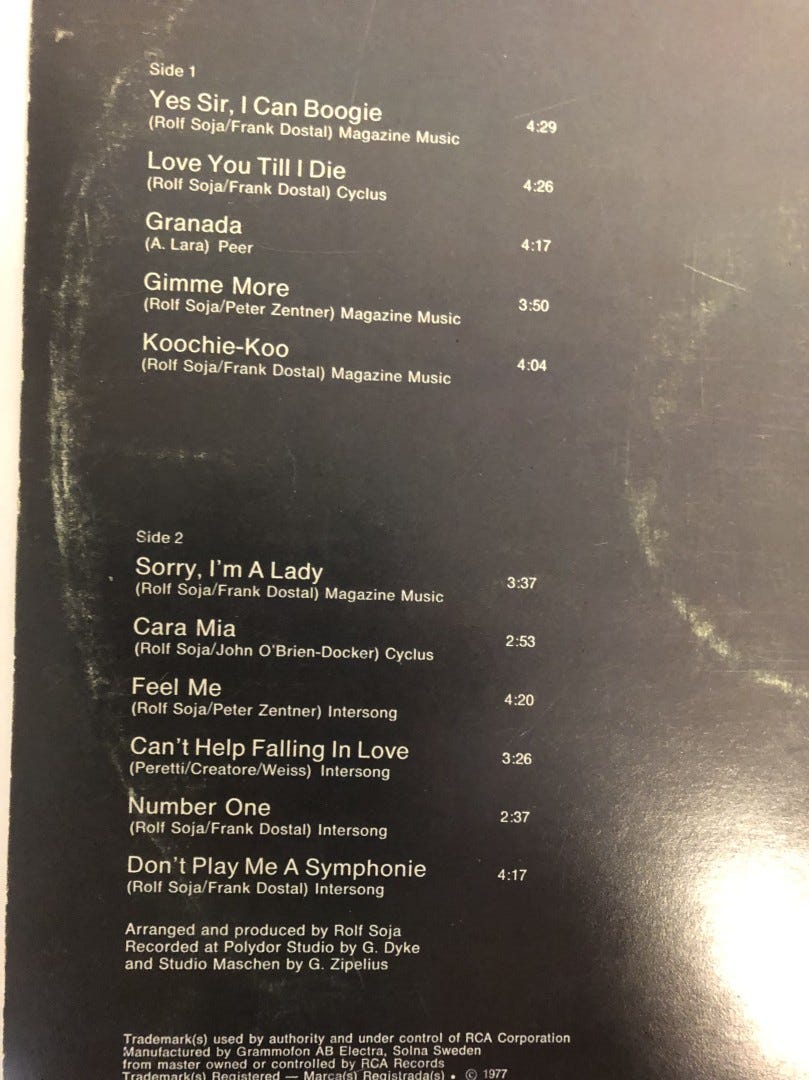 Side 1
Yes Sir, I Can Boogie 4:29
(Rolf Soja/Frank Dostal) Magazine Music
Love You Till I Die 4:26
(Rolf Soja/Frank Dostal) Cyclus
Granada 4:17
(A. Lara) Peer
Gimme More 3:50
(Rolf Soja/Peter Zentner) Magazine Music
Koochie-Koo 4:04
(Rolf Soja/Frank Dostal) Magazine Music
Side 2
Sorry, I'm A Lady 3:37
(Rolf Soja/Frank Dostal) Magazine Music
Cara Mia 2:53
(Rolf Soja/John O'Brien-Docker) Cyclus
Feel Me 4:20
(Rolf Soja/Peter Zentner) Intersong
Can't Help Falling In Love 3:26
(Peretti/Creatore/Weiss) Intersong
Number One 2:37
(Rolf Soja/Frank Dostal) Intersong
Don't Play Me A Symphonie 4:17
(Rolf Soja/Frank Dostal) Intersong
Arranged and produced by Rolf Soja
Recorded at Polydor Studio by G. Dyke
and Studio Maschen by G. Zipelius
Trademark(s) used by authority and under control of RCA Corporation
Manufactured by Grammofon AB Electra, Solna Sweden
from master owned or controlled by RCA Records
Trademark(s) Registered — Marca(s) Registrada(s) • © 1977